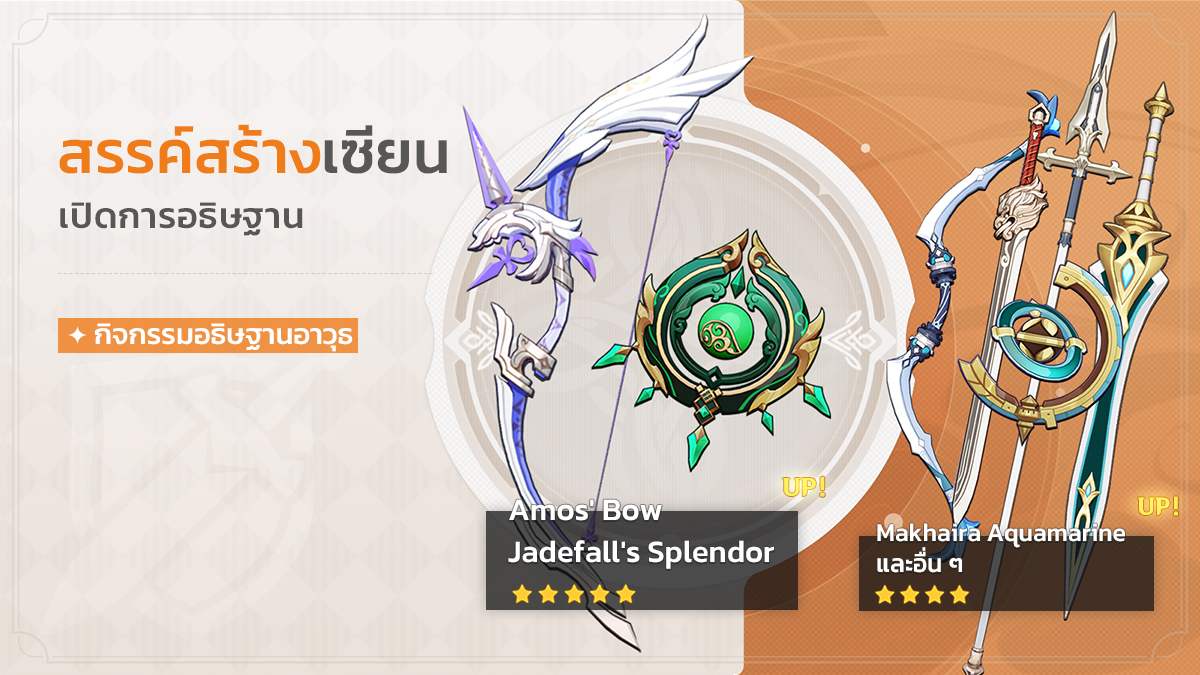 สรรค์สร้างเซียน
เปิดการอธิษฐาน
✦ กิจกรรมอธิษฐานอาวุธ
UP!
Amos' Bow
Jadefall's Splendor
UP!
Makhaira Aquamarine
และอื่น ๆ